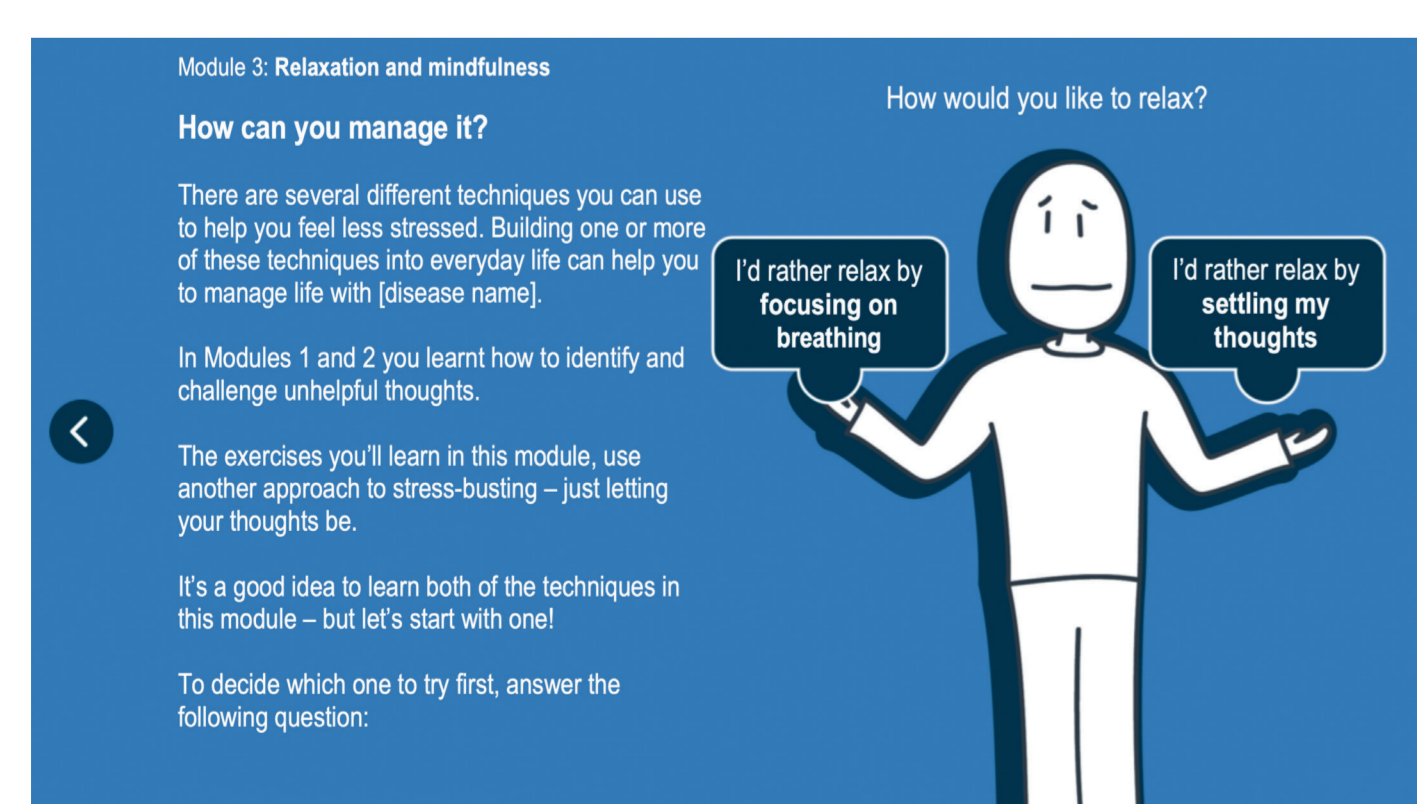 Module 3: Relaxation and mindfulness
How can you manage it?
There are several different techniques you can use
to help you feel less stressed. Building one or more
of these techniques into everyday life can help you
to manage life with [disease name].
In Modules 1 and 2 you learnt how to identify and
challenge unhelpful thoughts.
The exercises you’ll learn in this module, use
another approach to stress-busting – just letting
your thoughts be.
It’s a good idea to learn both of the techniques in
this module – but let’s start with one!
To decide which one to try first, answer the
following question:
How would you like to relax?
I’d rather relax by
focusing on
breathing
I’d rather relax by
settling my
thoughts